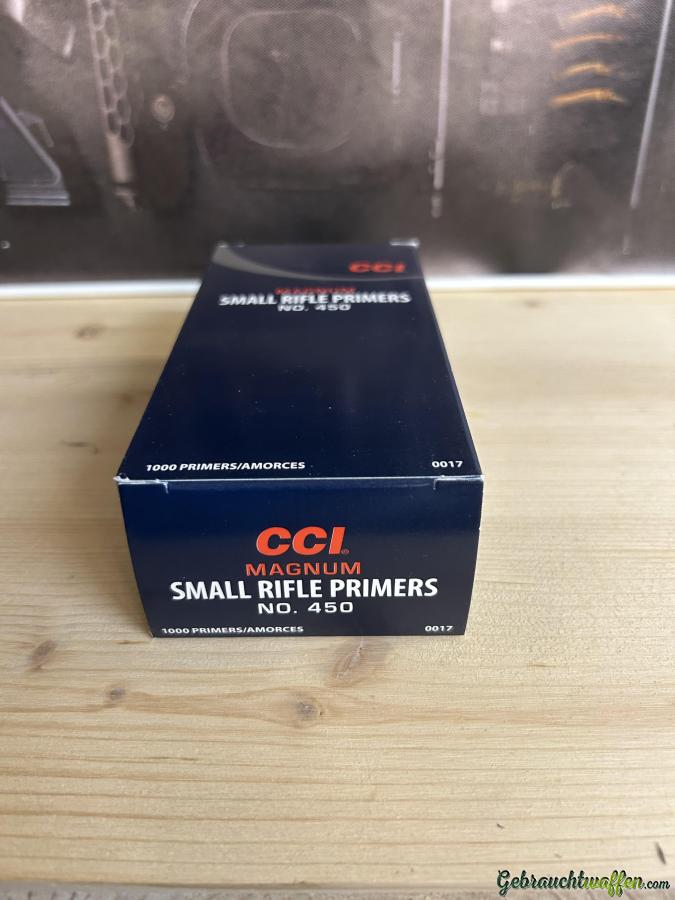 CCI
MAGNUM
SMALL RIFLE PRIMERS
NO. 450
1000 PRIMERS/AMORCES 0017
CCI
MAGNUM
SMALL RIFLE PRIMERS
NO. 450
1000 PRIMERS/AMORCES 0017
Gebrauchtwaffen.com